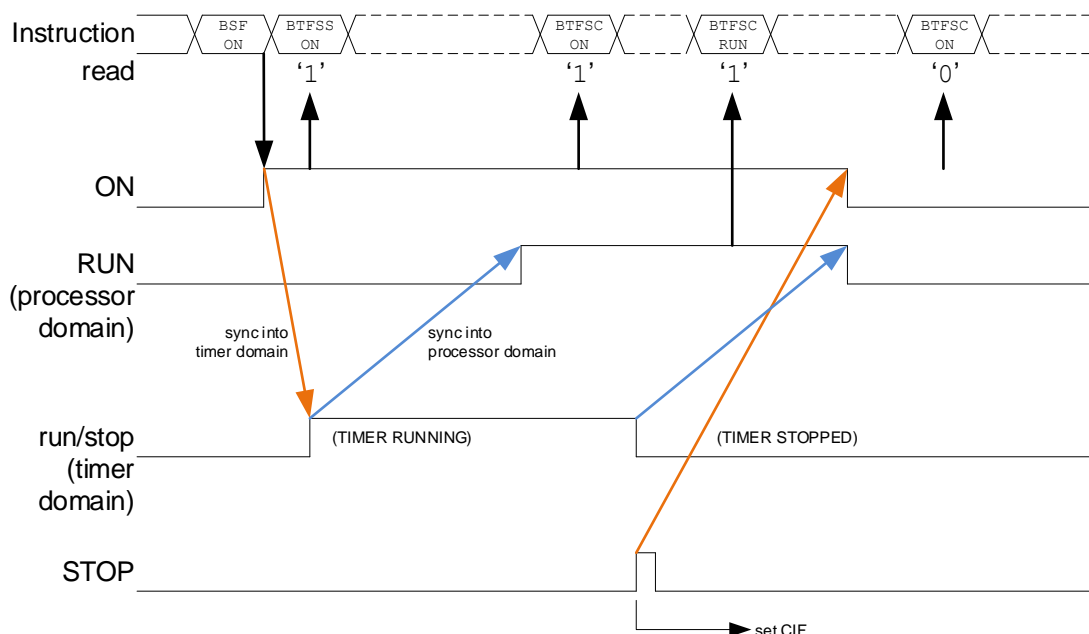 Instruction
BSF
ON
BTFSS
ON
BTFSC
ON
BTFSC
RUN
BTFSC
ON
read
‘1’
‘1’
‘1’
‘0’
ON
RUN
(processor
domain)
sync into
timer domain
sync into
processor domain
run/stop
(timer
domain)
(TIMER RUNNING)
(TIMER STOPPED)
STOP
set CIF